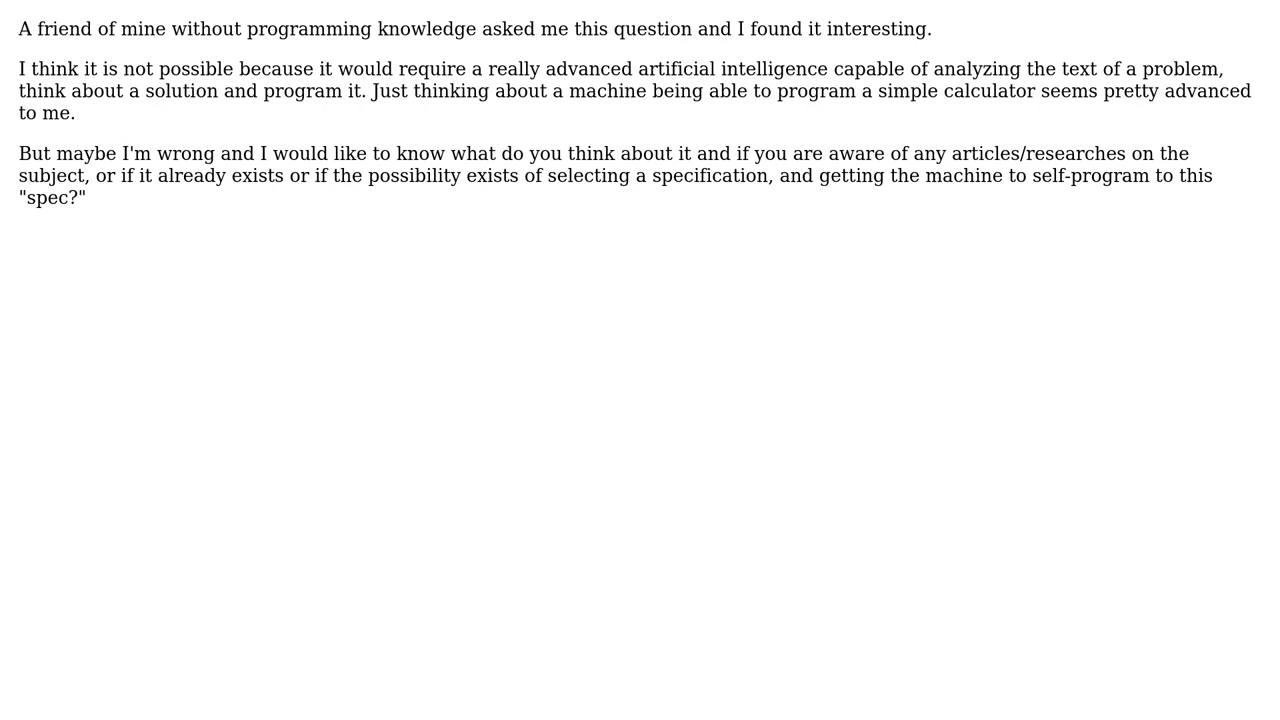 A friend of mine without programming knowledge asked me this question and I found it interesting.
I think it is not possible because it would require a really advanced artificial intelligence capable of analyzing the text of a problem,
think about a solution and program it. Just thinking about a machine being able to program a simple calculator seems pretty advanced
to me.
But maybe I'm wrong and I would like to know what do you think about it and if you are aware of any articles/researches on the
subject, or if it already exists or if the possibility exists of selecting a specification, and getting the machine to self-program to this
"spec?"